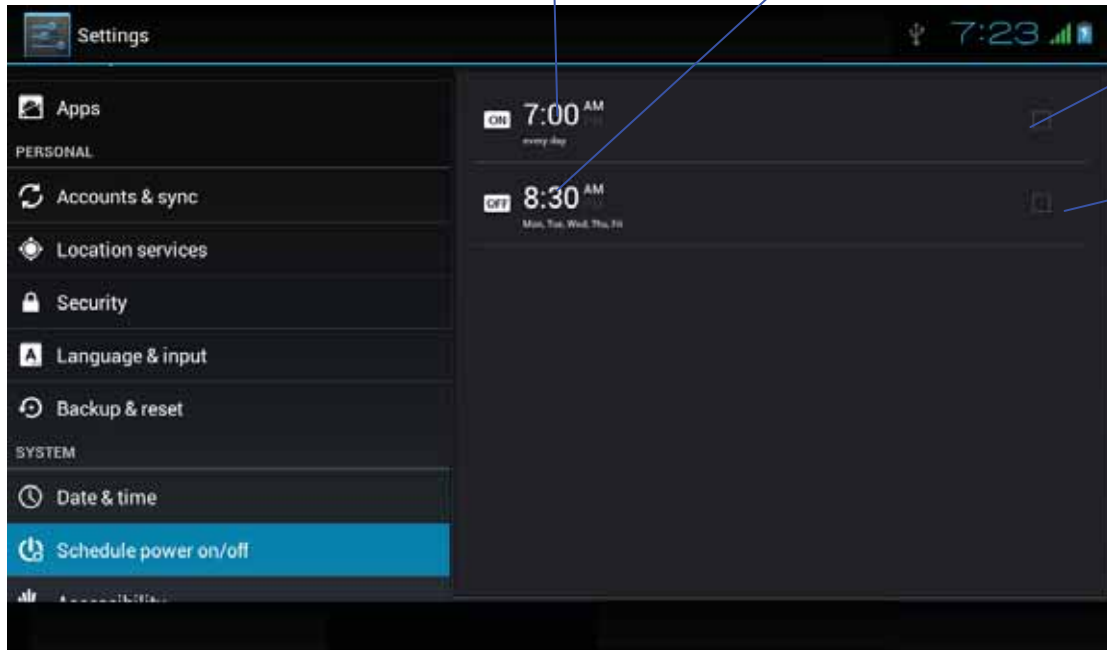 Settings
7:23
Apps
PERSONAL
Accounts & sync
Location services
Security
Language & input
Backup & reset
SYSTEM
Date & time
Schedule power on/off
Accessibility
ON 7:00 AM
every day
OFF 8:30 AM
Mon, Tue, Wed, Thu, Fri